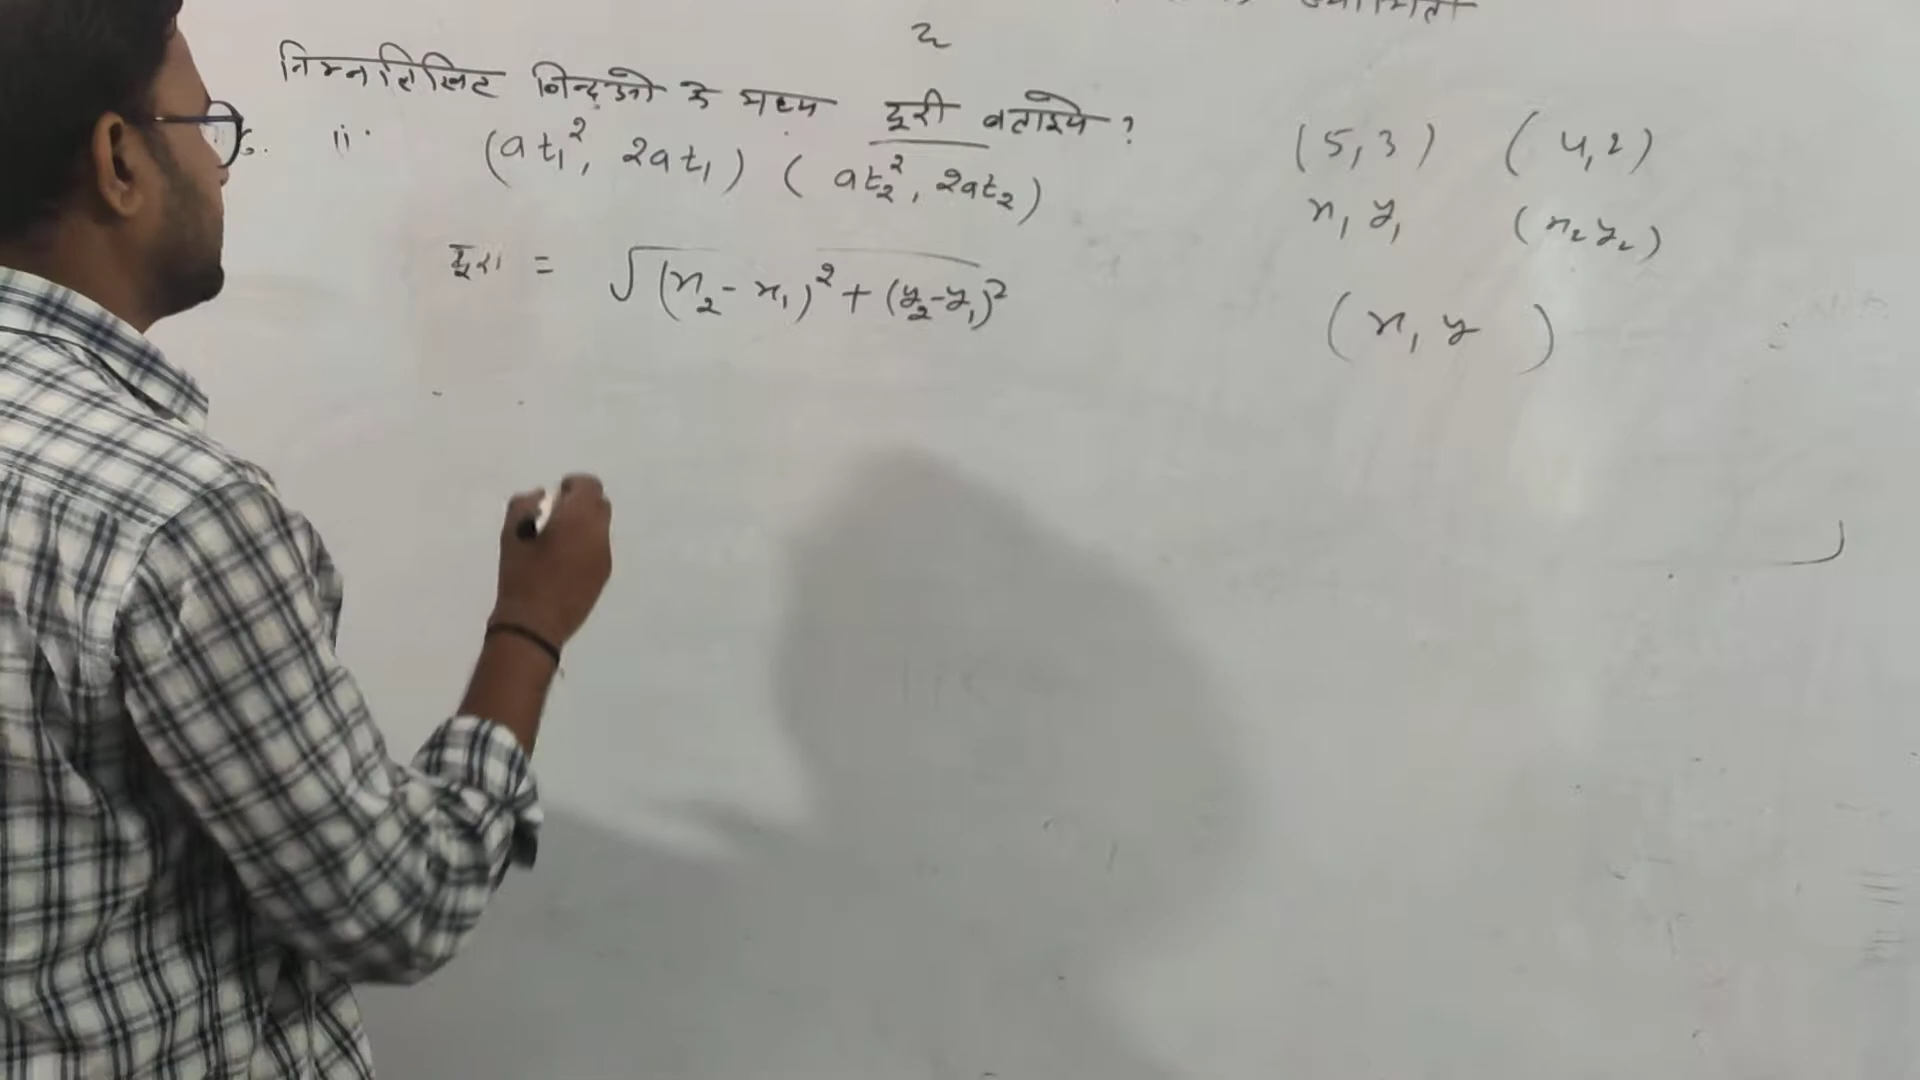 निम्नलिखित बिन्दुओ के मध्य दूरी बताइये ?
ii. (at₁², 2at₁) (at₂², 2at₂)
दूरी = √(x₂ - x₁)² + (y₂-y₁)²
(5,3) (4,2)
x₁ y₁ (x₂ y₂)
(x, y )